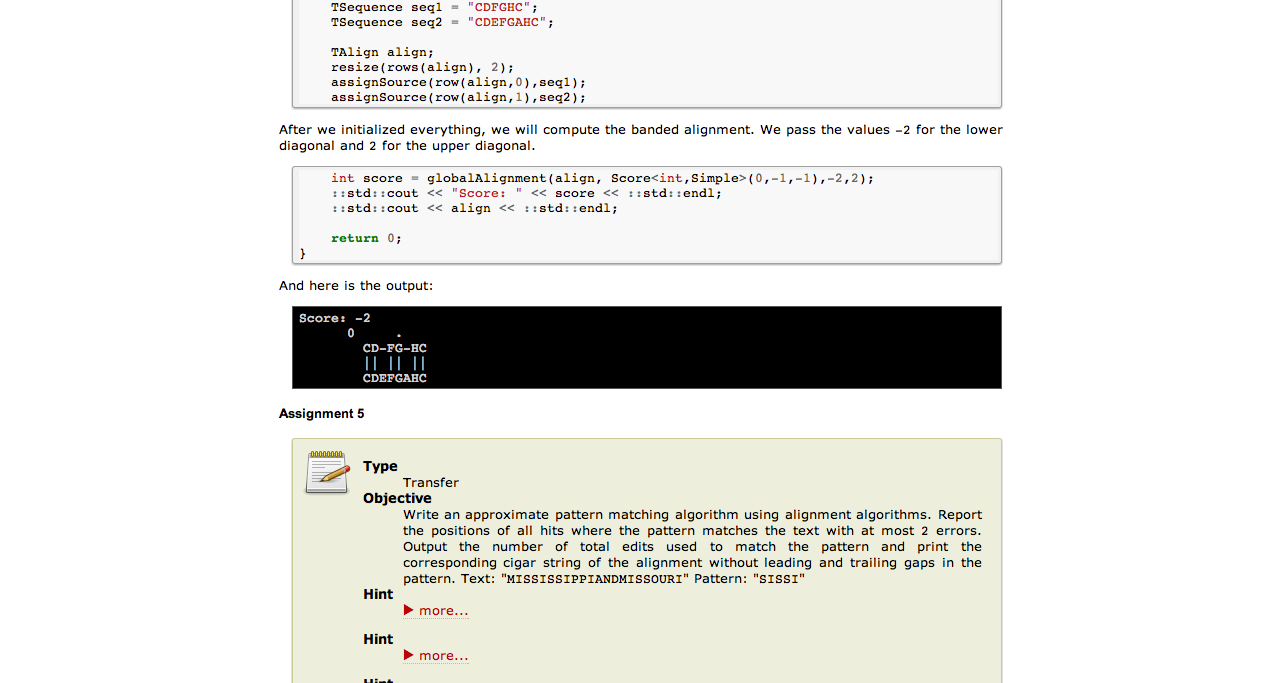 TSequence seq1 = "CDFGHC";
TSequence seq2 = "CDEFGAHC";
TAlign align;
resize(rows(align), 2);
assignSource(row(align,0),seq1);
assignSource(row(align,1),seq2);
After we initialized everything, we will compute the banded alignment. We pass the values -2 for the lower
diagonal and 2 for the upper diagonal.
int score = globalAlignment(align, Score<int,Simple>(0,-1,-1),-2,2);
::std::cout << "Score: " << score << ::std::endl;
::std::cout << align << ::std::endl;
return 0;
}
And here is the output:
Score: -2
0     .
CD-FG-HC
|| || ||
CDEFGAHC
Assignment 5
Type
Transfer
Objective
Write an approximate pattern matching algorithm using alignment algorithms. Report
the positions of all hits where the pattern matches the text with at most 2 errors.
Output the number of total edits used to match the pattern and print the
corresponding cigar string of the alignment without leading and trailing gaps in the
pattern. Text: "MISSISSIPPIANDMISSOURI" Pattern: "SISSI"
Hint
more...
Hint
more...
Hint